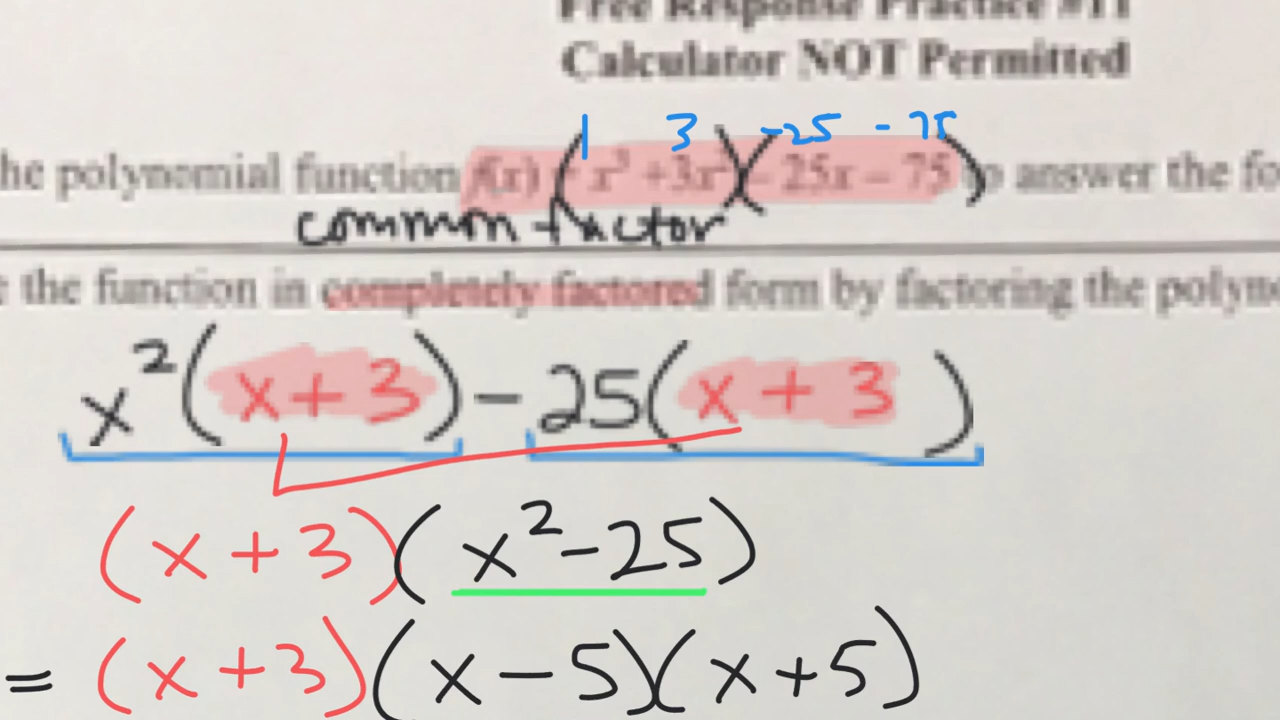 Free Response Practice #11
Calculator NOT Permitted
1 3 -25 -75
he polynomial function f(x) = (x³ + 3x²)(- 25x - 75) o answer the fo
common factor
e the function in completely factored form by factoring the polyno
x²(x + 3) - 25(x + 3)
(x + 3)(x² - 25)
= (x + 3)(x - 5)(x + 5)